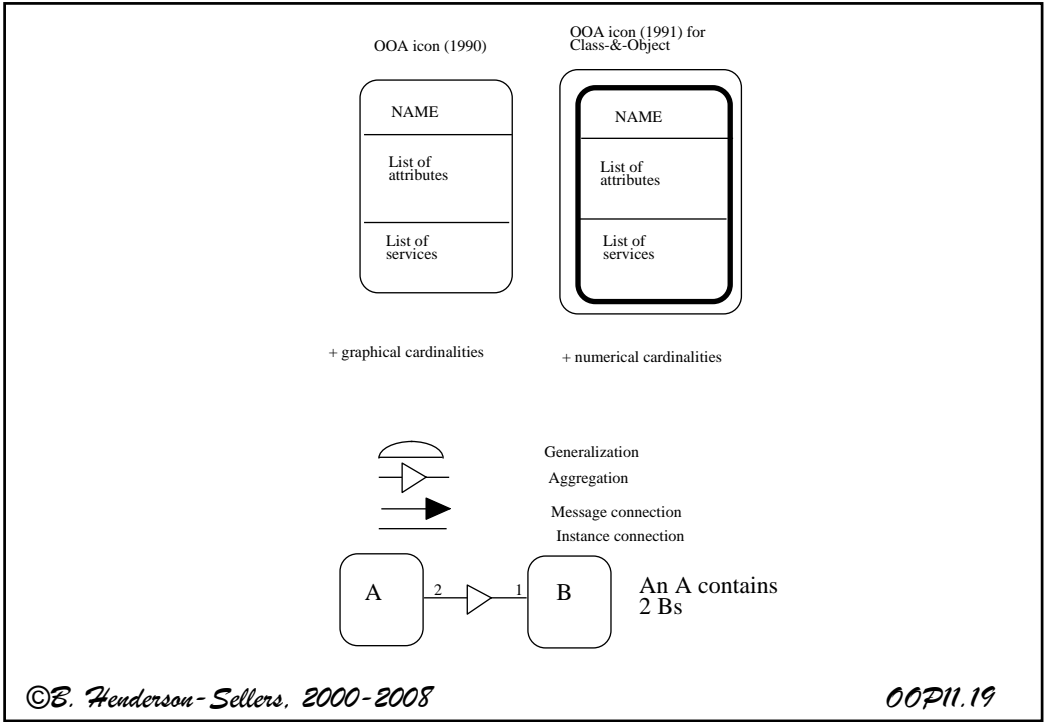 OOA icon (1990)
OOA icon (1991) for
Class-&-Object
NAME
List of
attributes
List of
services
NAME
List of
attributes
List of
services
+ graphical cardinalities
+ numerical cardinalities
Generalization
Aggregation
Message connection
Instance connection
A
2
1
B
An A contains
2 Bs
©B. Henderson-Sellers, 2000-2008
OOP11.19